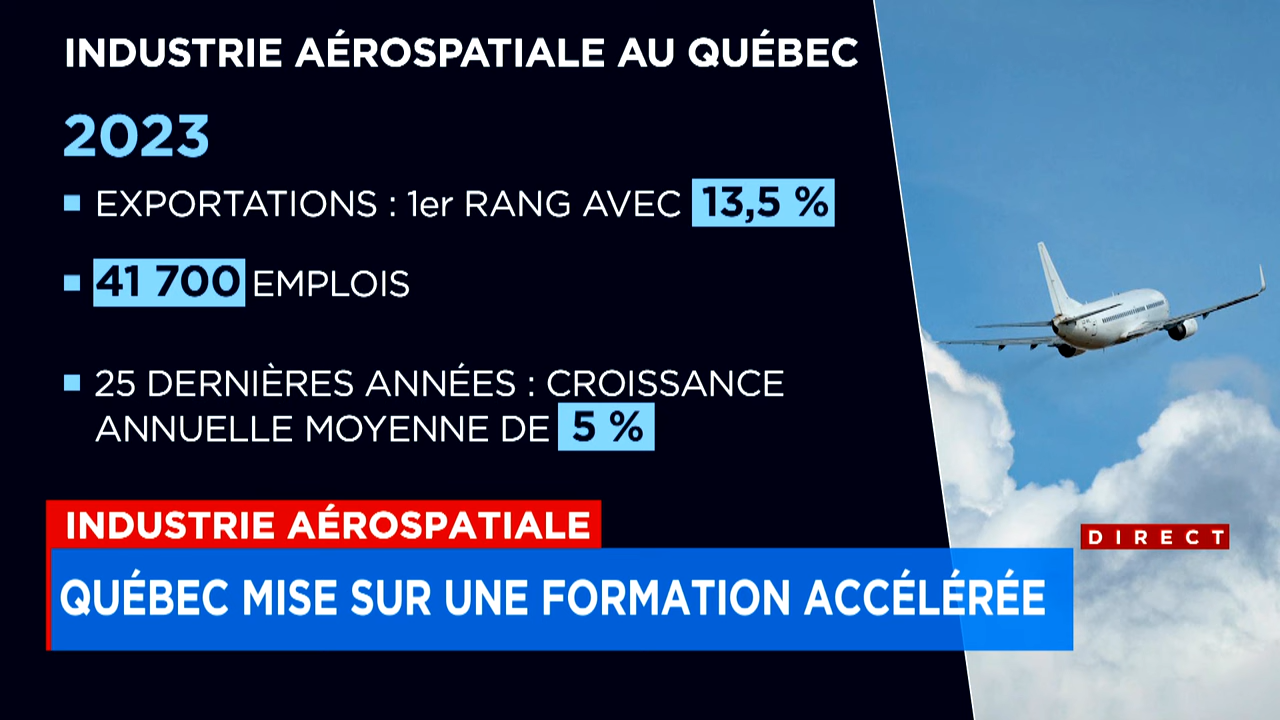 INDUSTRIE AÉROSPATIALE AU QUÉBEC
2023
EXPORTATIONS : 1er RANG AVEC 13,5 %
41 700 EMPLOIS
25 DERNIÈRES ANNÉES : CROISSANCE
ANNUELLE MOYENNE DE 5 %
INDUSTRIE AÉROSPATIALE
DIRECT
QUÉBEC MISE SUR UNE FORMATION ACCÉLÉRÉE